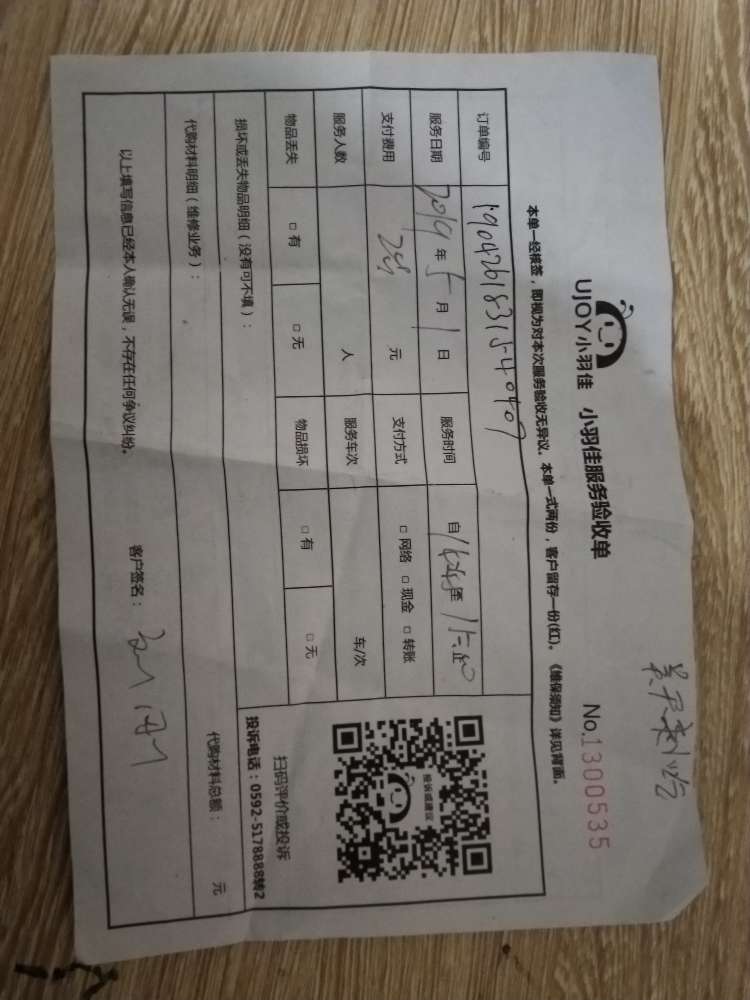 UJOY小羽佳 小羽佳服务验收单
No.1300535
本单一经核签，即视为对本次服务验收无异议。本单一式两份，客户留存一份(红)。《维保须知》详见背面。
订单编号 1904261831540407
服务日期 2019年5月1日 服务时间 自 至
支付费用 元 支付方式 □网络 □现金 □转账
服务人数 人 服务车次 车/次
物品丢失 □有 □无 物品损坏 □有 □无
投诉或建议
扫码评价或投诉
投诉电话：0592-5178888转2
损坏或丢失物品明细（没有可不填）：
代购材料明细（维修业务）： 代购材料总额： 元
以上填写信息已经本人确认无误，不存在任何争议纠纷。 客户签名：